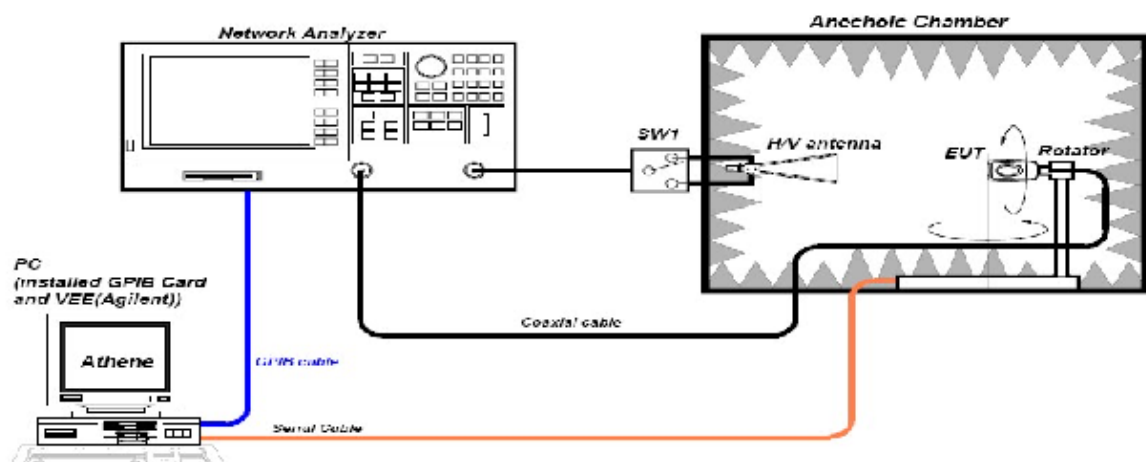 Anechoic Chamber
Network Analyzer
SW1
H/V antenna
EUT
Rotator
PC
(installed GPIB Card
and VEE(Agilent))
Coaxial cable
Athene
GPIB cable
Serial Cable